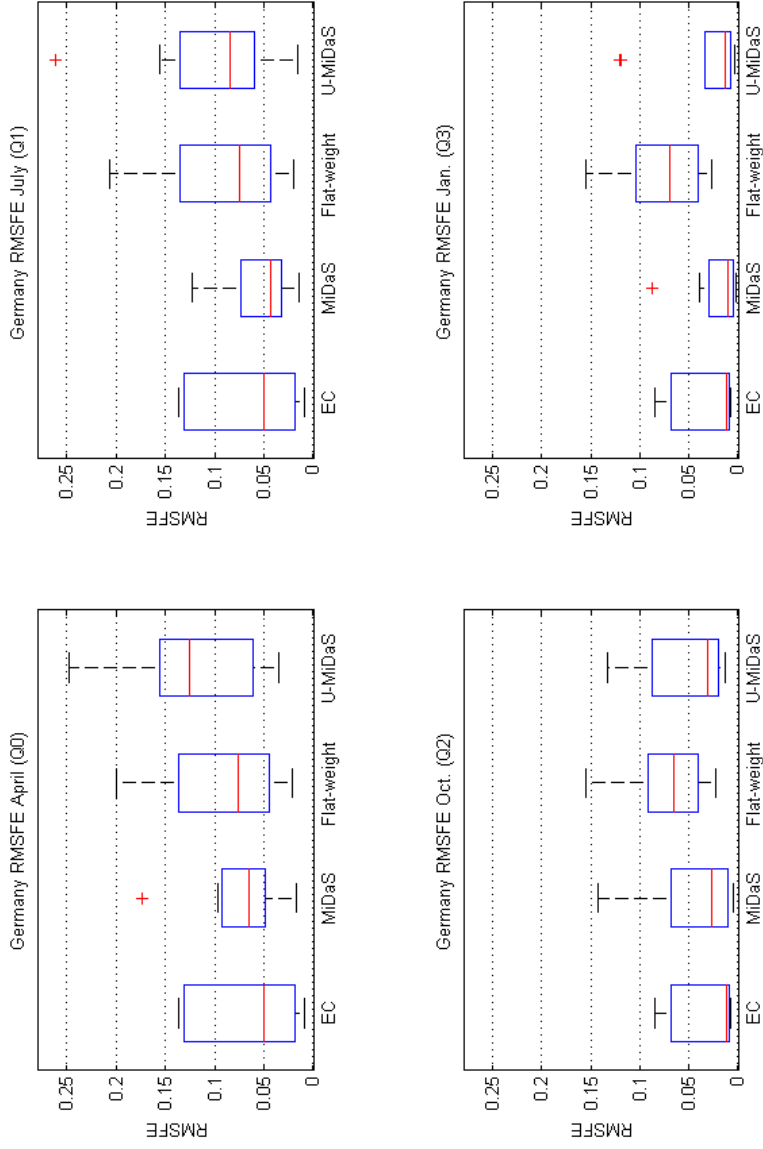 Germany RMSFE April (Q0)
0.25
0.2
0.15
0.1
0.05
0
RMSFE
EC MiDaS Flat-weight U-MiDaS
Germany RMSFE July (Q1)
0.25
0.2
0.15
0.1
0.05
0
RMSFE
EC MiDaS Flat-weight U-MiDaS
Germany RMSFE Oct. (Q2)
0.25
0.2
0.15
0.1
0.05
0
RMSFE
EC MiDaS Flat-weight U-MiDaS
Germany RMSFE Jan. (Q3)
0.25
0.2
0.15
0.1
0.05
0
RMSFE
EC MiDaS Flat-weight U-MiDaS